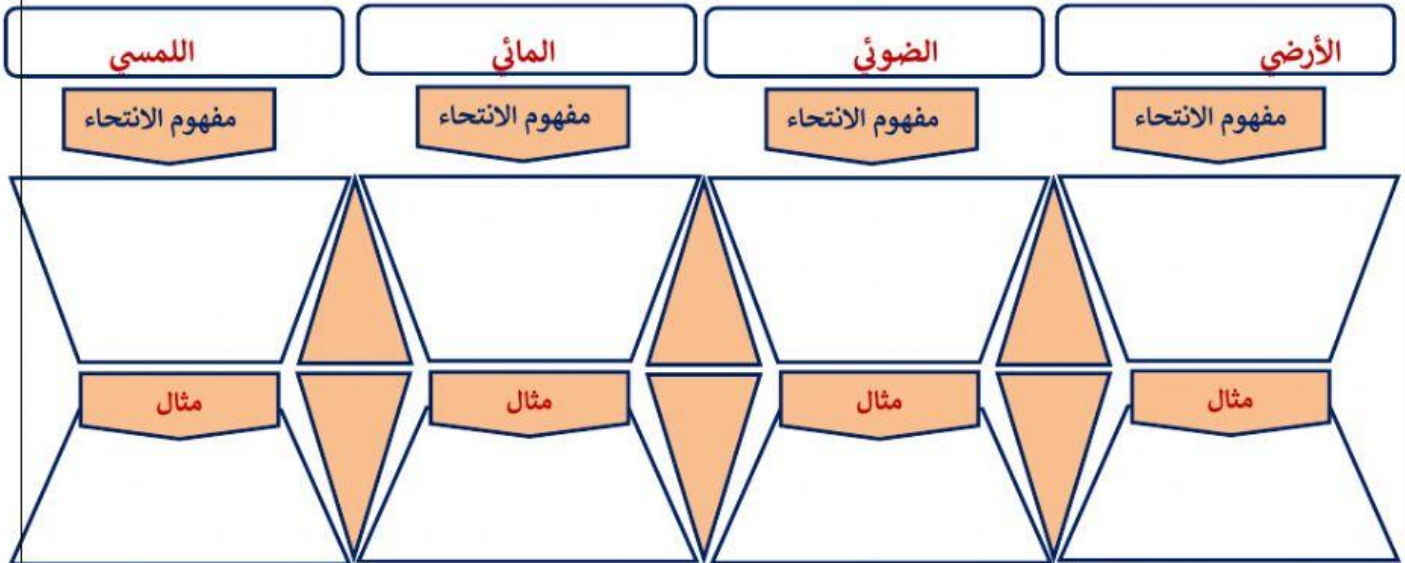 الأرضي
الضوئي
المائي
اللمسي
مفهوم الانتحاء
مفهوم الانتحاء
مفهوم الانتحاء
مفهوم الانتحاء
مثال
مثال
مثال
مثال